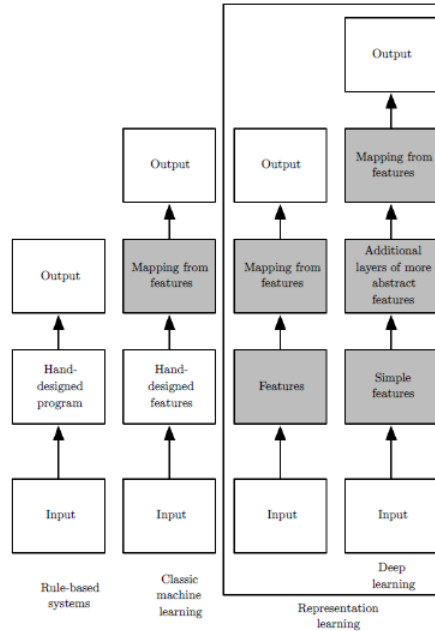 Output
Output
Output
Mapping from
features
Output
Mapping from
features
Mapping from
features
Additional
layers of more
abstract
features
Hand-
designed
program
Hand-
designed
features
Features
Simple
features
Input
Input
Input
Input
Rule-based
systems
Classic
machine
learning
Deep
learning
Representation
learning